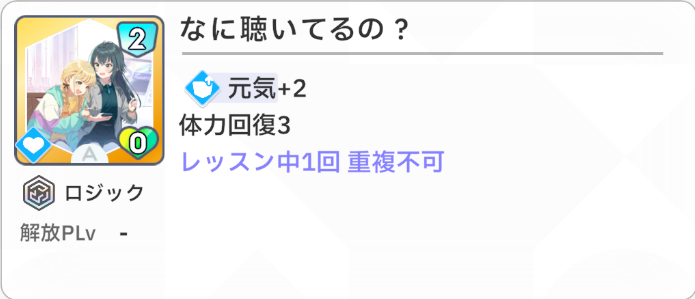 なに聴いてるの？
2
元気+2
体力回復3
0
A
レッスン中1回 重複不可
ロジック
解放PLv -